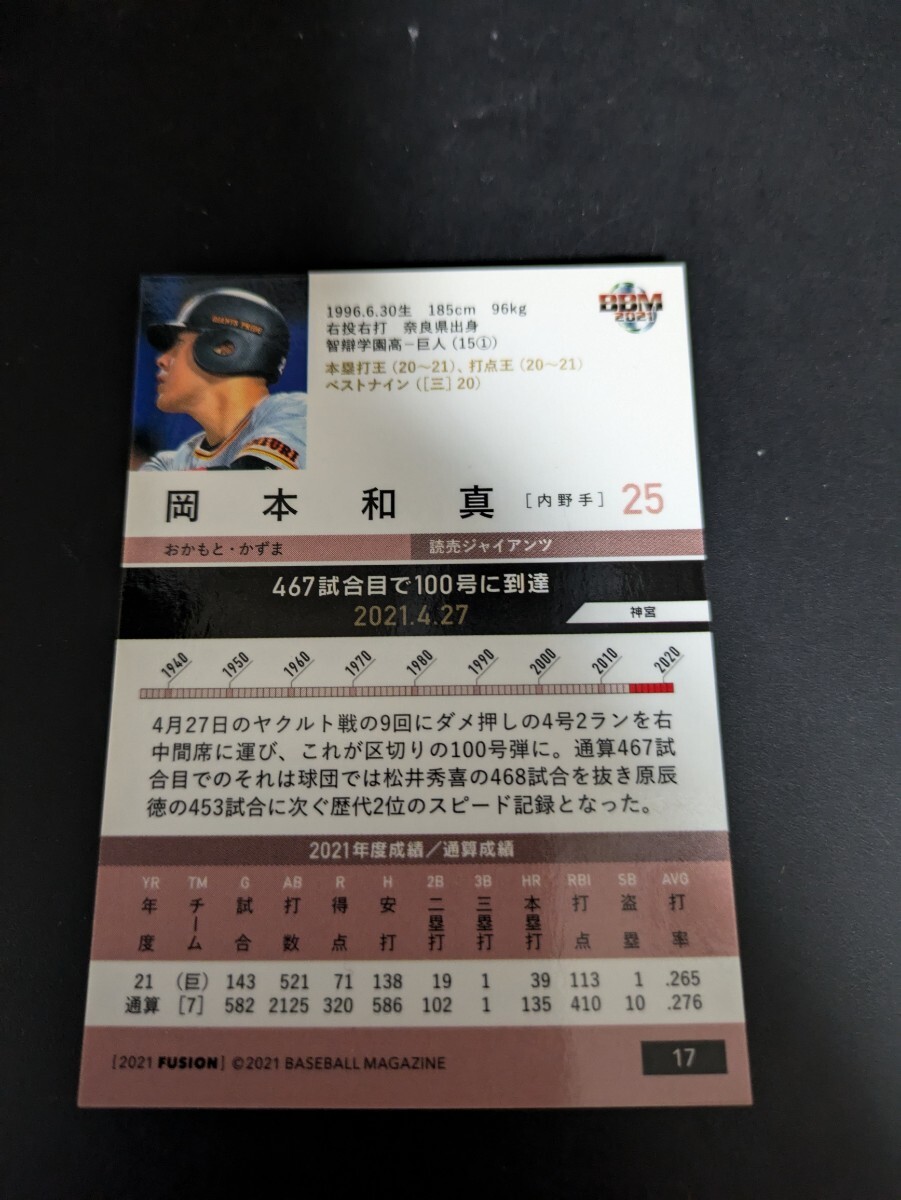 GIANTS PRIDE
1996.6.30生 185cm 96kg
右投右打 奈良県出身
智辯学園高－巨人(15①)
本塁打王(20～21)、打点王(20～21)
ベストナイン([三]20)
BBM
2021
岡本和真 [内野手] 25
おかもと・かずま 読売ジャイアンツ
467試合目で100号に到達
2021.4.27
神宮
1940 1950 1960 1970 1980 1990 2000 2010 2020
4月27日のヤクルト戦の9回にダメ押しの4号2ランを右
中間席に運び、これが区切りの100号弾に。通算467試
合目でのそれは球団では松井秀喜の468試合を抜き原辰
徳の453試合に次ぐ歴代2位のスピード記録となった。
2021年度成績／通算成績
YR TM G AB R H 2B 3B HR RBI SB AVG
年度 チーム 試合 打数 得点 安打 二塁打 三塁打 本塁打 打点 盗塁 打率
21 (巨) 143 521 71 138 19 1 39 113 1 .265
通算 [7] 582 2125 320 586 102 1 135 410 10 .276
[2021 FUSION] ©2021 BASEBALL MAGAZINE
17